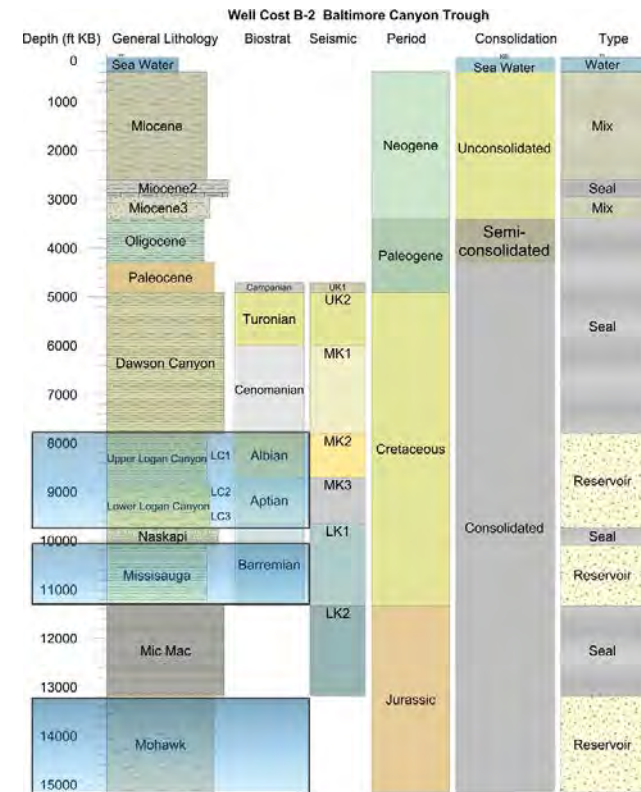 Well Cost B-2 Baltimore Canyon Trough
Depth (ft KB) General Lithology Biostrat Seismic Period Consolidation Type
0
1000
2000
3000
4000
5000
6000
7000
8000
9000
10000
11000
12000
13000
14000
15000
Sea Water
Miocene
Miocene2
Miocene3
Oligocene
Paleocene
Dawson Canyon
Upper Logan Canyon
LC1
LC2
Lower Logan Canyon
LC3
Naskapi
Missisauga
Mic Mac
Mohawk
Campanian
Turonian
Cenomanian
Albian
Aptian
Barremian
UK1
UK2
MK1
MK2
MK3
LK1
LK2
Neogene
Paleogene
Cretaceous
Jurassic
Sea Water
Unconsolidated
Semi-
consolidated
Consolidated
Water
Mix
Seal
Mix
Seal
Reservoir
Seal
Reservoir
Seal
Reservoir